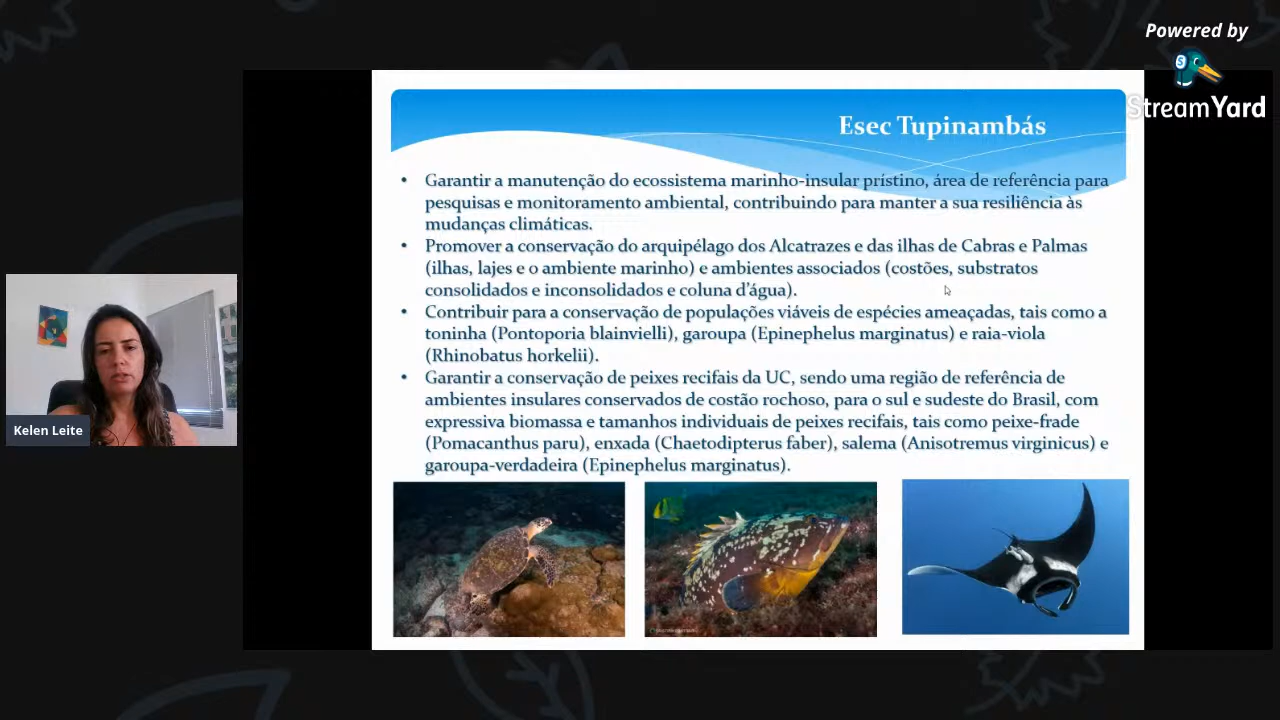 Powered by
StreamYard
Esec Tupinambás
• Garantir a manutenção do ecossistema marinho-insular prístino, área de referência para
pesquisas e monitoramento ambiental, contribuindo para manter a sua resiliência às
mudanças climáticas.
• Promover a conservação do arquipélago dos Alcatrazes e das ilhas de Cabras e Palmas
(ilhas, lajes e o ambiente marinho) e ambientes associados (costões, substratos
consolidados e inconsolidados e coluna d'água).
• Contribuir para a conservação de populações viáveis de espécies ameaçadas, tais como a
toninha (Pontoporia blainvielli), garoupa (Epinephelus marginatus) e raia-viola
(Rhinobatus horkelii).
• Garantir a conservação de peixes recifais da UC, sendo uma região de referência de
ambientes insulares conservados de costão rochoso, para o sul e sudeste do Brasil, com
expressiva biomassa e tamanhos individuais de peixes recifais, tais como peixe-frade
(Pomacanthus paru), enxada (Chaetodipterus faber), salema (Anisotremus virginicus) e
garoupa-verdadeira (Epinephelus marginatus).
Kelen Leite